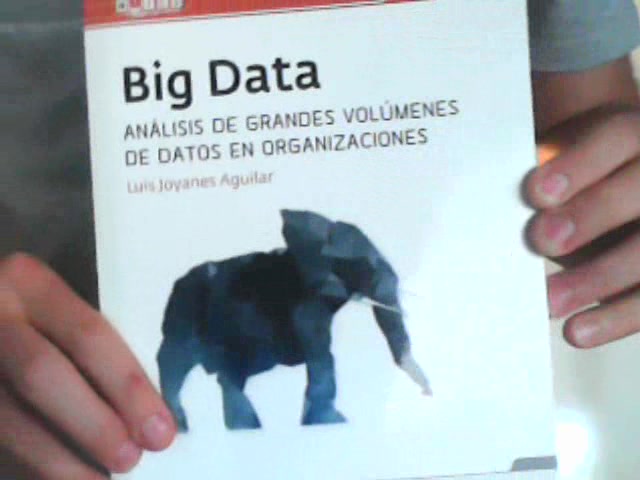 Big Data
ANÁLISIS DE GRANDES VOLÚMENES
DE DATOS EN ORGANIZACIONES
Luis Joyanes Aguilar